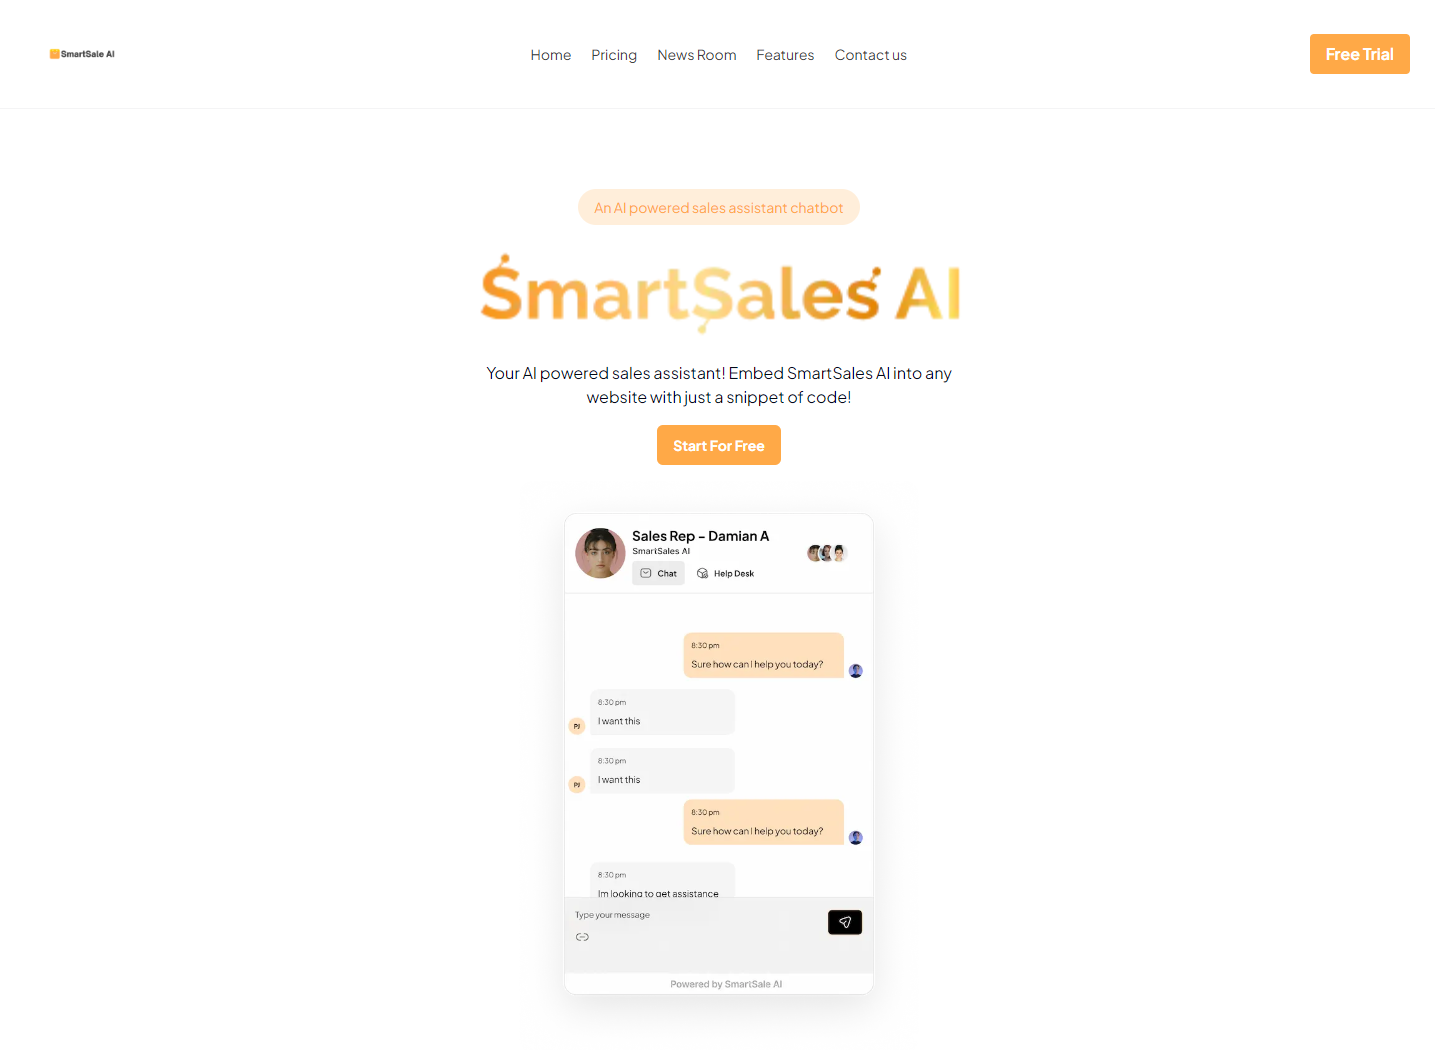 SmartSale AI
Home Pricing News Room Features Contact us
Free Trial
An AI powered sales assistant chatbot
SmartSales AI
Your AI powered sales assistant! Embed SmartSales AI into any
website with just a snippet of code!
Start For Free
Sales Rep - Damian A
SmartSales AI
Chat Help Desk
8:30 pm
Sure how can I help you today?
8:30 pm
I want this
PJ
8:30 pm
I want this
PJ
8:30 pm
Sure how can I help you today?
8:30 pm
Im looking to get assistance
Type your message
Powered by SmartSale AI